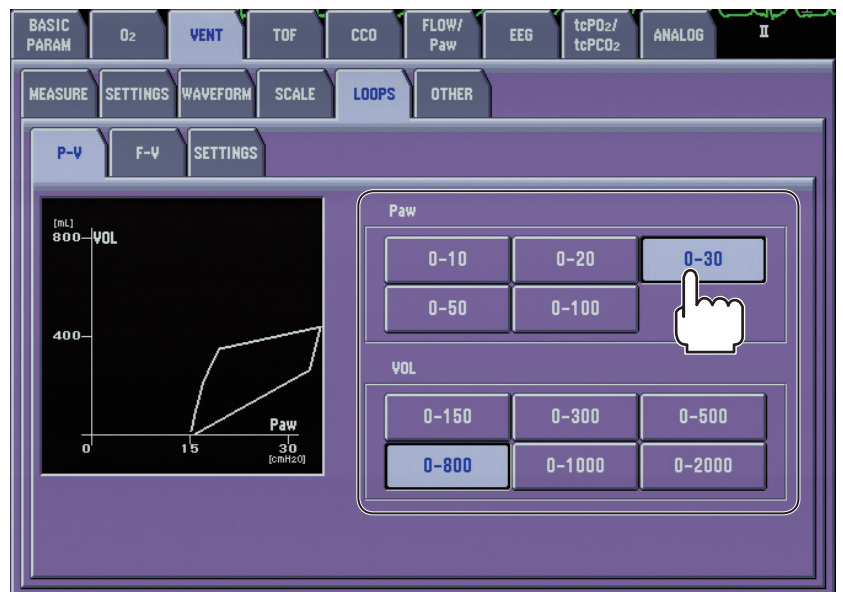 BASIC PARAM O2 VENT TOF CCO FLOW/ Paw EEG tcPO2/ tcPCO2 ANALOG II
MEASURE SETTINGS WAVEFORM SCALE LOOPS OTHER
P-V F-V SETTINGS
[mL]
800 VOL
400
Paw
0 15 30
[cmH2O]
Paw
0-10 0-20 0-30
0-50 0-100
VOL
0-150 0-300 0-500
0-800 0-1000 0-2000